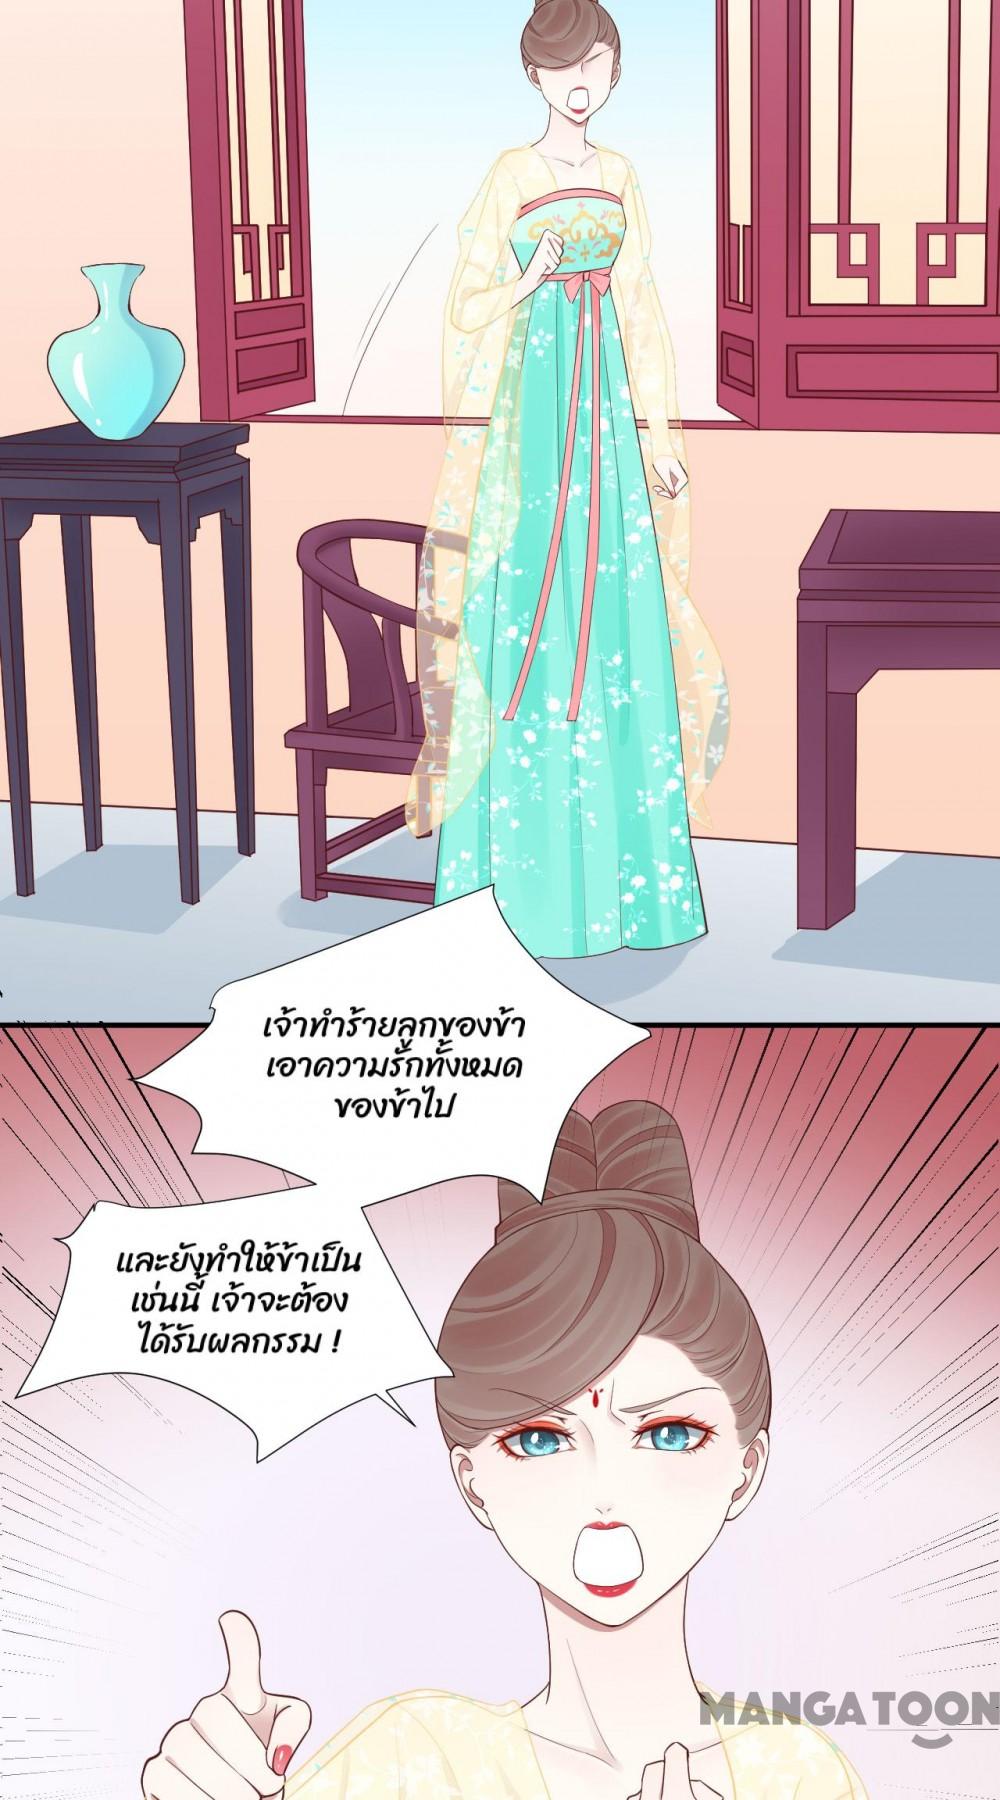 เจ้าทำร้ายลูกของข้า
เอาความรักทั้งหมด
ของข้าไป
และยังทำให้ข้าเป็น
เช่นนี้ เจ้าจะต้อง
ได้รับผลกรรม !
MANGATOON